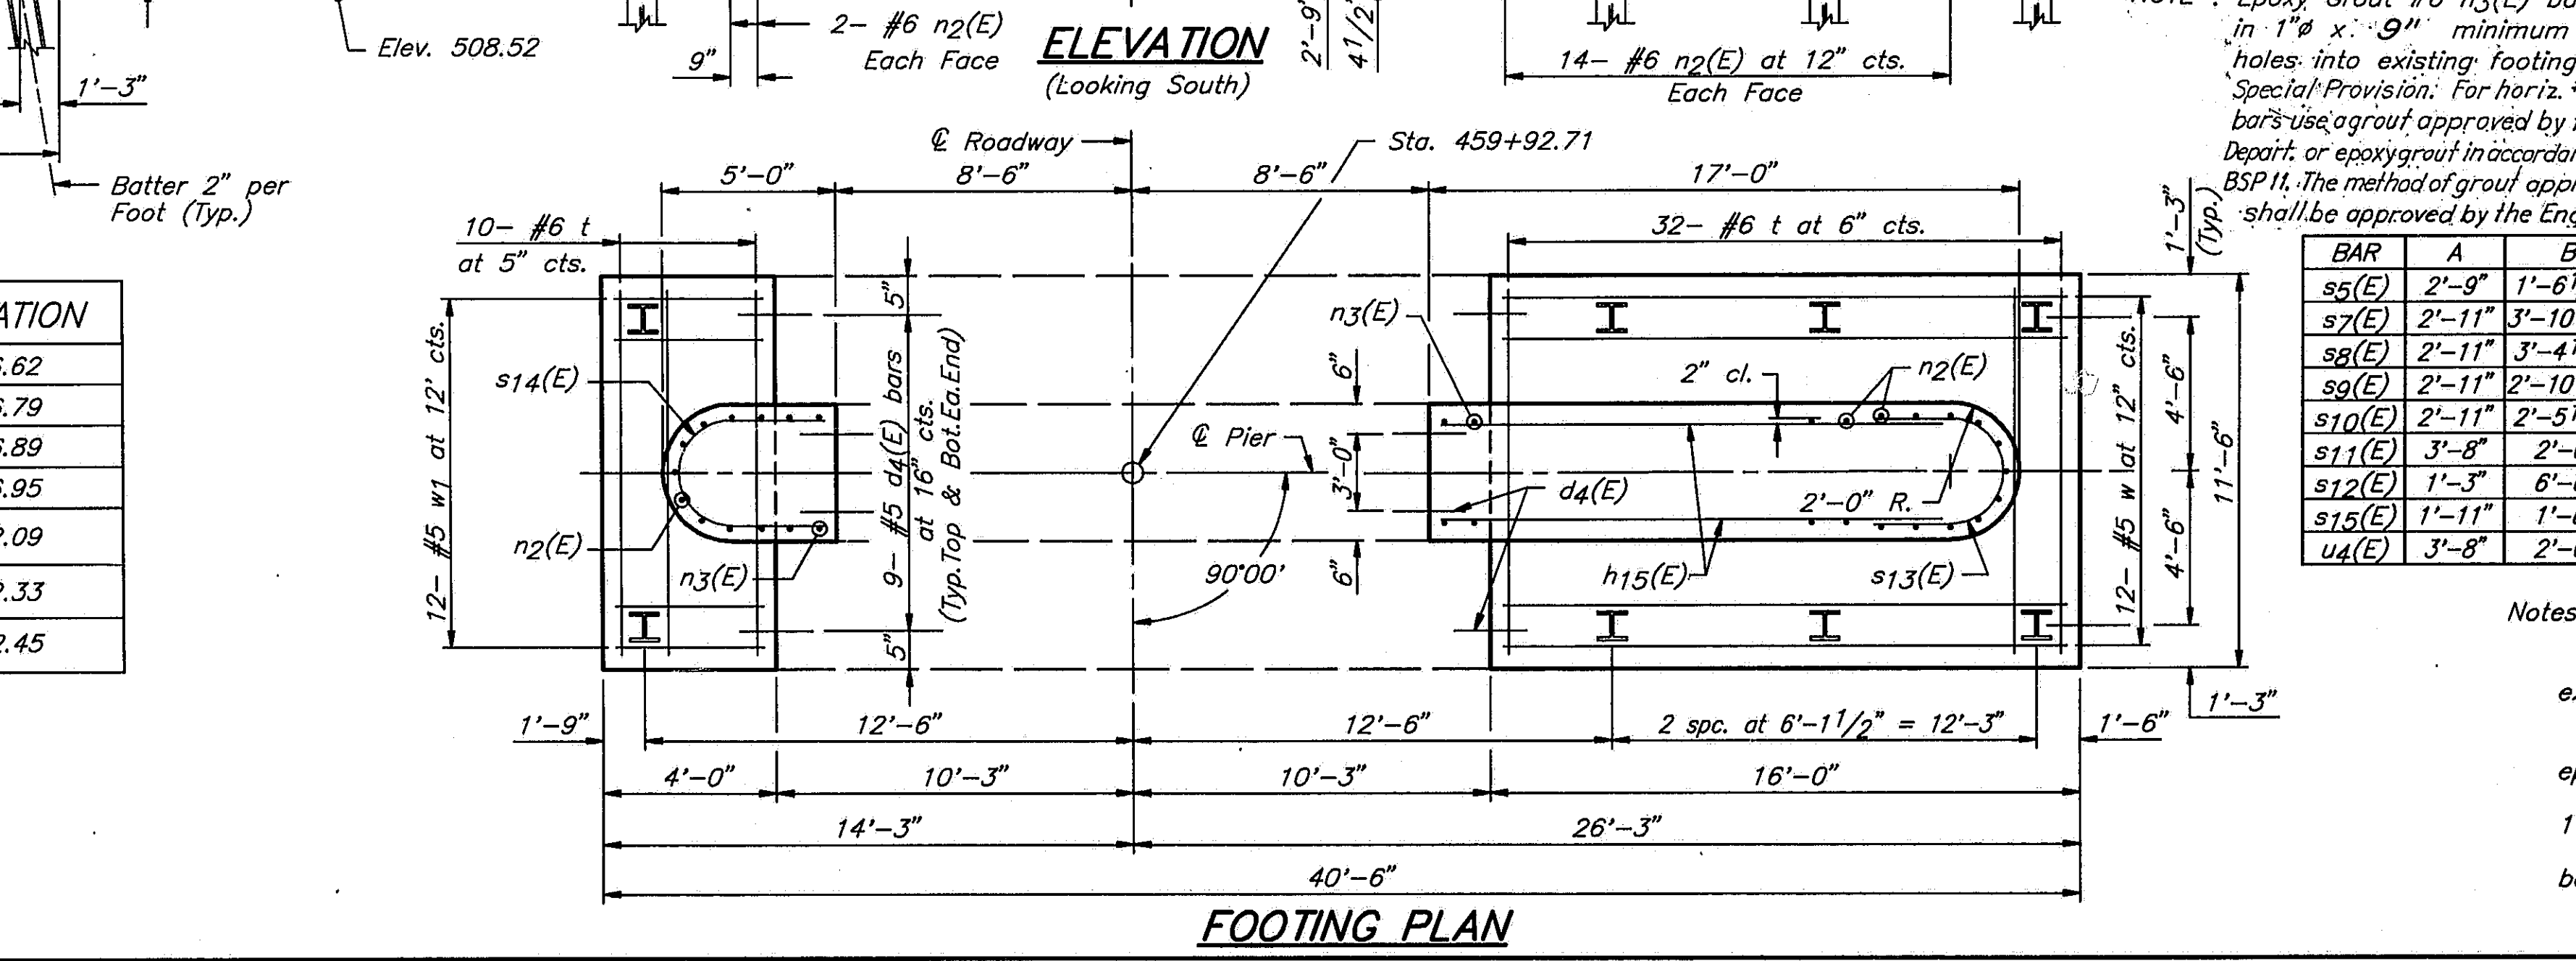 Elev. 508.52
1'-3"
Batter 2" per
Foot (Typ.)
2- #6 n2(E)
Each Face
9"
ELEVATION
(Looking South)
2'-9"
4 1/2"
14- #6 n2(E) at 12" cts.
Each Face
in 1"ø x 9" minimum
holes into existing footing
Special Provision. For horiz.
bars use a grout approved by
Depart. or epoxy grout in
BSP 11. The method of grout
shall be approved by the
℄ Roadway
Sta. 459+92.71
5'-0"
8'-6"
8'-6"
17'-0"
1'-3"
(Typ.)
10- #6 t
at 5" cts.
32- #6 t at 6" cts.
BAR A
s5(E) 2'-9"
s7(E) 2'-11"
s8(E) 2'-11"
s9(E) 2'-11"
s10(E) 2'-11"
s11(E) 3'-8"
s12(E) 1'-3"
s15(E) 1'-11"
u4(E) 3'-8"
.62
.79
.89
.95
.09
.33
.45
12- #5 w1 at 12' cts.
s14(E)
n2(E)
n3(E)
5"
9- #5 d4(E) bars
at 16" cts.
(Typ. Top & Bot. Ea. End)
5"
℄ Pier
90°00'
n3(E)
6"
3'-0"
6"
2" cl.
n2(E)
d4(E)
2'-0" R.
h15(E)
s13(E)
12- #5 w at 12" cts.
4'-6"
4'-6"
11'-6"
1'-3"
Notes
1'-9"
12'-6"
12'-6"
2 spc. at 6'-1 1/2" = 12'-3"
1'-6"
4'-0"
10'-3"
10'-3"
16'-0"
14'-3"
26'-3"
40'-6"
FOOTING PLAN